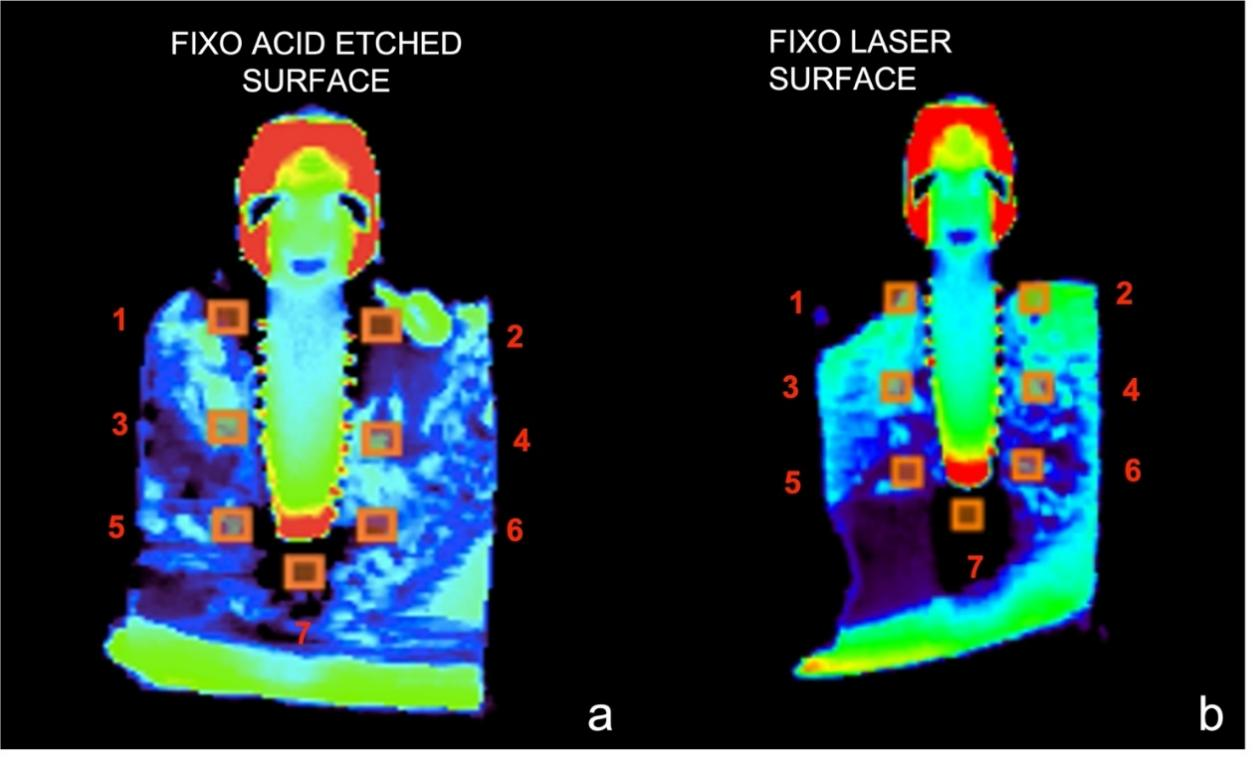 FIXO ACID ETCHED
SURFACE
FIXO LASER
SURFACE
1
2
3
4
5
6
7
a
1
2
3
4
5
6
7
b